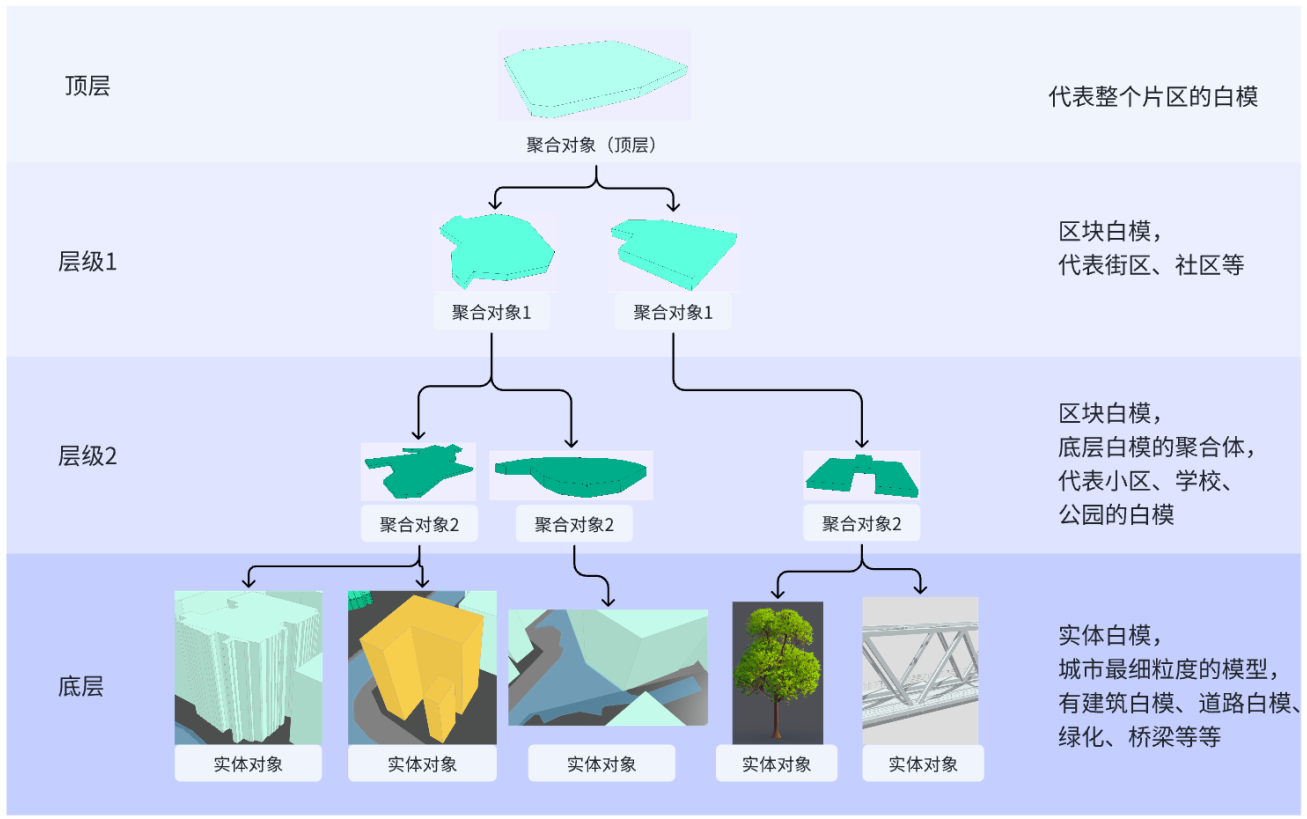 顶层
聚合对象（顶层）
代表整个片区的白模
层级1
聚合对象1
聚合对象1
区块白模，
代表街区、社区等
层级2
聚合对象2
聚合对象2
聚合对象2
区块白模，
底层白模的聚合体，
代表小区、学校、
公园的白模
底层
实体对象
实体对象
实体对象
实体对象
实体对象
实体白模，
城市最细粒度的模型，
有建筑白模、道路白模、
绿化、桥梁等等